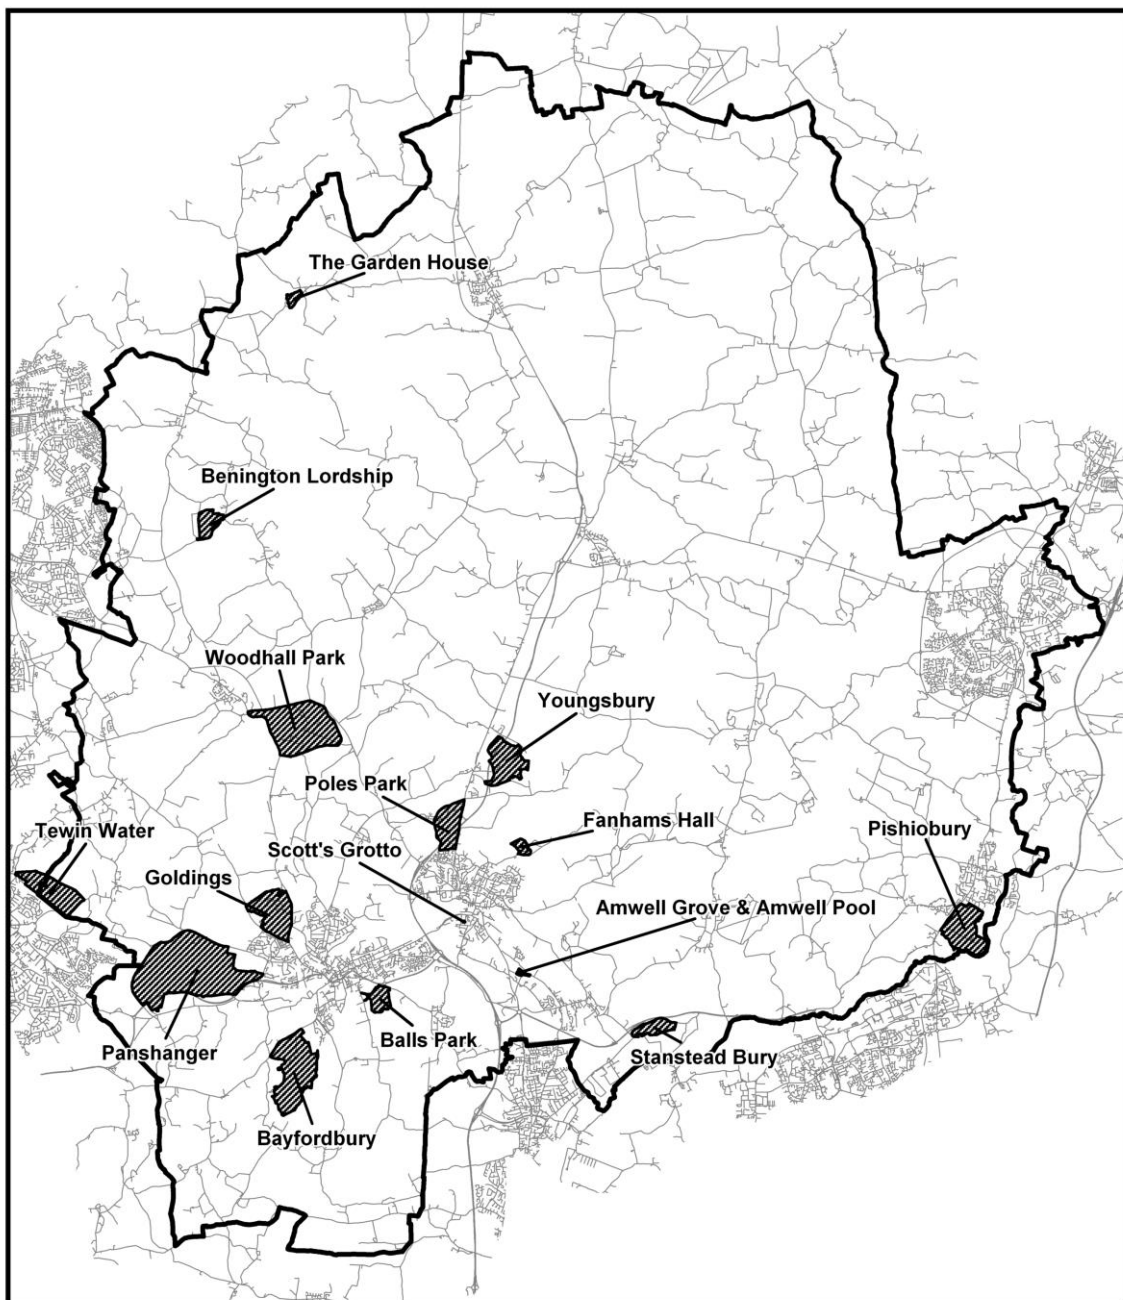 The Garden House
Benington Lordship
Woodhall Park
Youngsbury
Poles Park
Fanhams Hall
Pishiobury
Tewin Water
Scott's Grotto
Goldings
Amwell Grove & Amwell Pool
Balls Park
Panshanger
Stanstead Bury
Bayfordbury